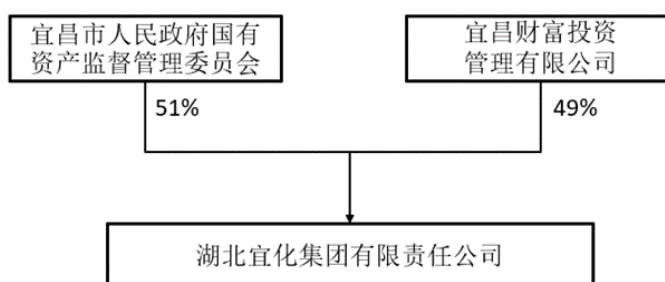 宜昌市人民政府国有
资产监督管理委员会
宜昌财富投资
管理有限公司
51%
49%
湖北宜化集团有限责任公司